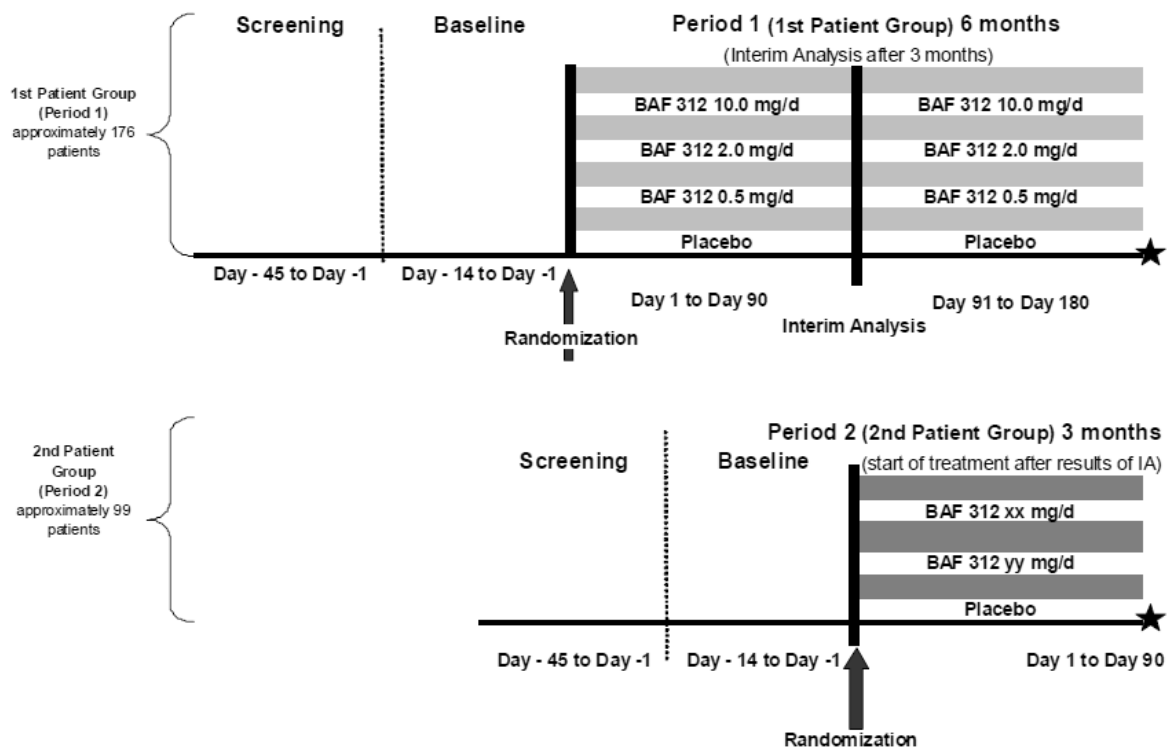 Screening
Baseline
Period 1 (1st Patient Group) 6 months
(Interim Analysis after 3 months)
1st Patient Group
(Period 1)
approximately 176
patients
BAF 312 10.0 mg/d
BAF 312 10.0 mg/d
BAF 312 2.0 mg/d
BAF 312 2.0 mg/d
BAF 312 0.5 mg/d
BAF 312 0.5 mg/d
Placebo
Placebo
Day - 45 to Day -1
Day - 14 to Day -1
Day 1 to Day 90
Day 91 to Day 180
Randomization
Interim Analysis
Period 2 (2nd Patient Group) 3 months
Screening
Baseline
(start of treatment after results of IA)
2nd Patient
Group
(Period 2)
approximately 99
patients
BAF 312 xx mg/d
BAF 312 yy mg/d
Placebo
Day - 45 to Day -1
Day - 14 to Day -1
Day 1 to Day 90
Randomization